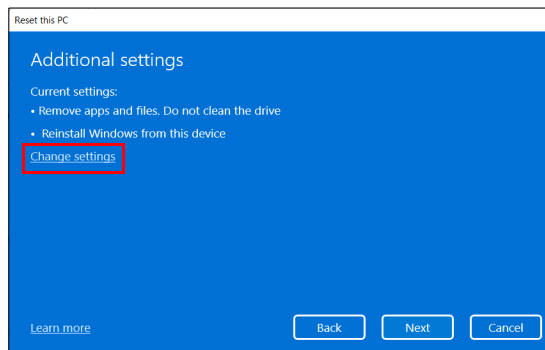 Reset this PC
Additional settings
Current settings:
• Remove apps and files. Do not clean the drive
• Reinstall Windows from this device
Change settings
Learn more
Back
Next
Cancel